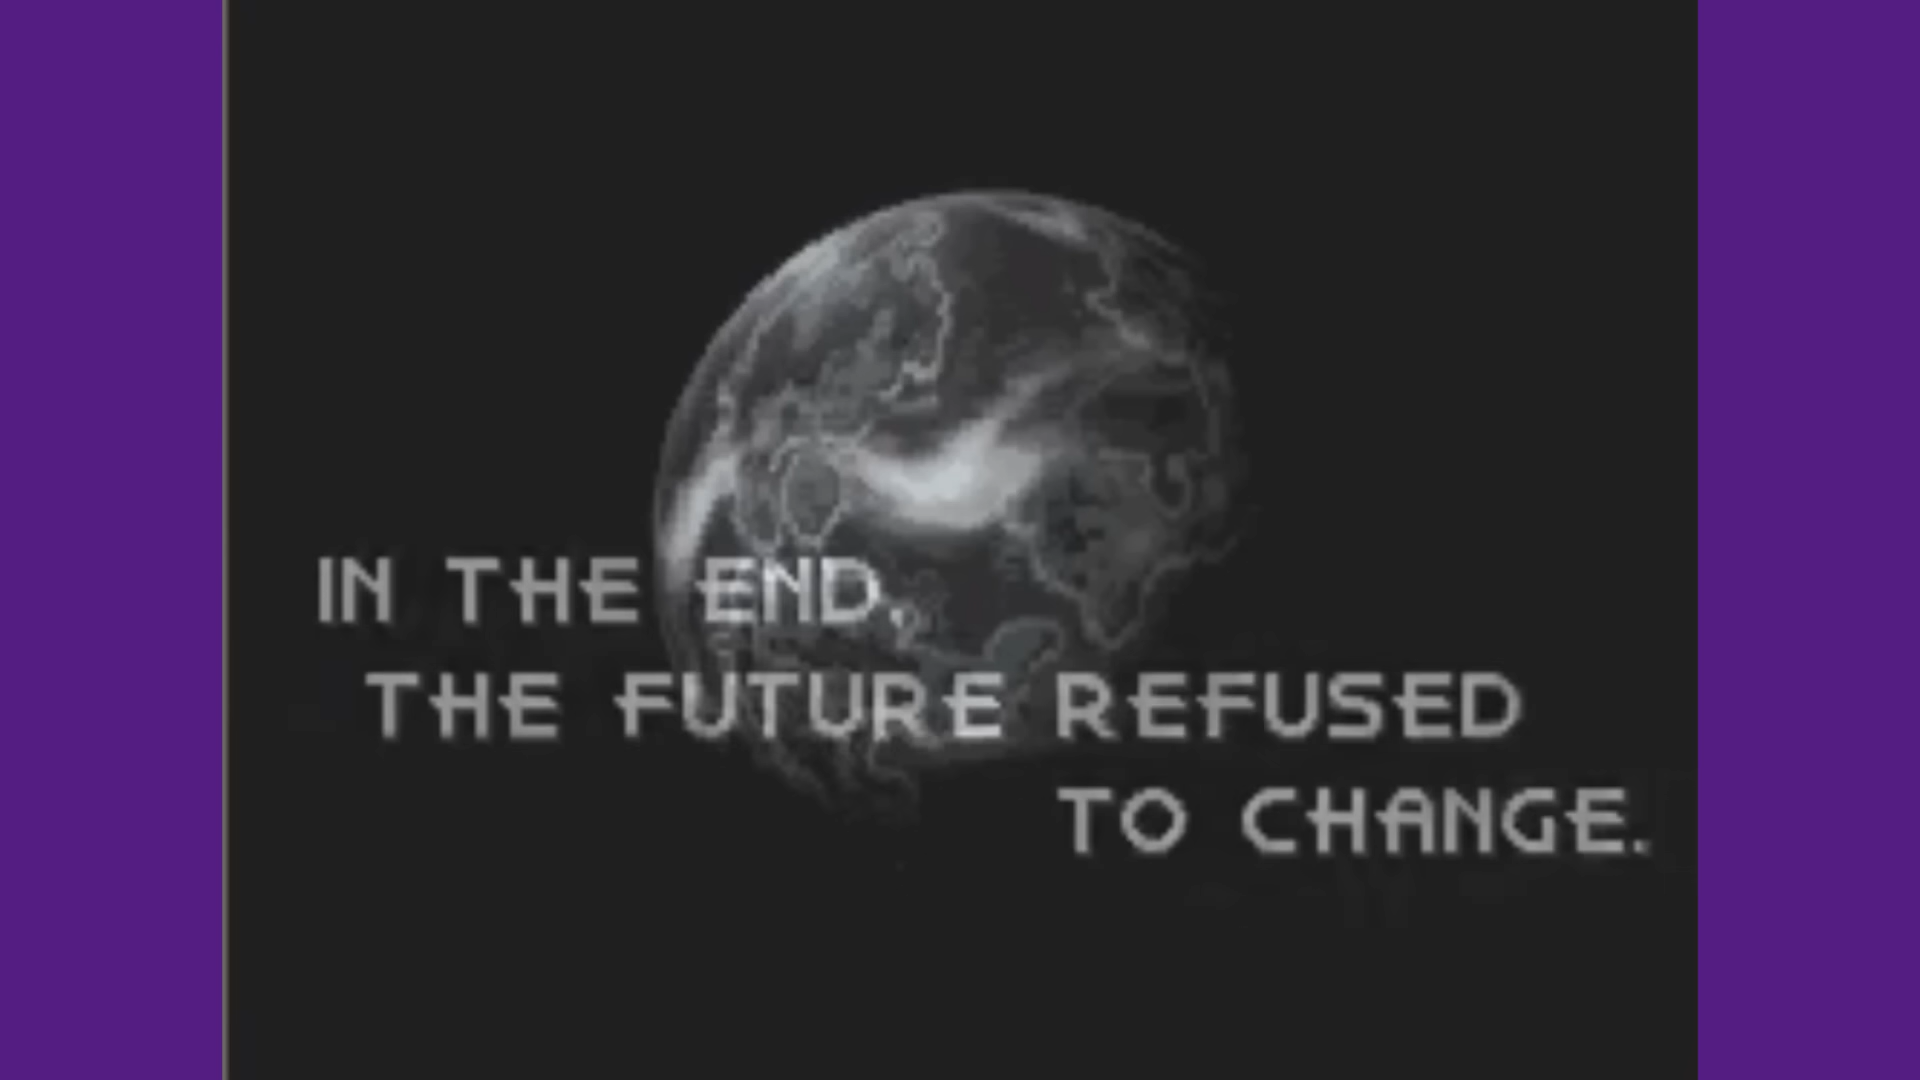 IN THE END,
THE FUTURE REFUSED
TO CHANGE.